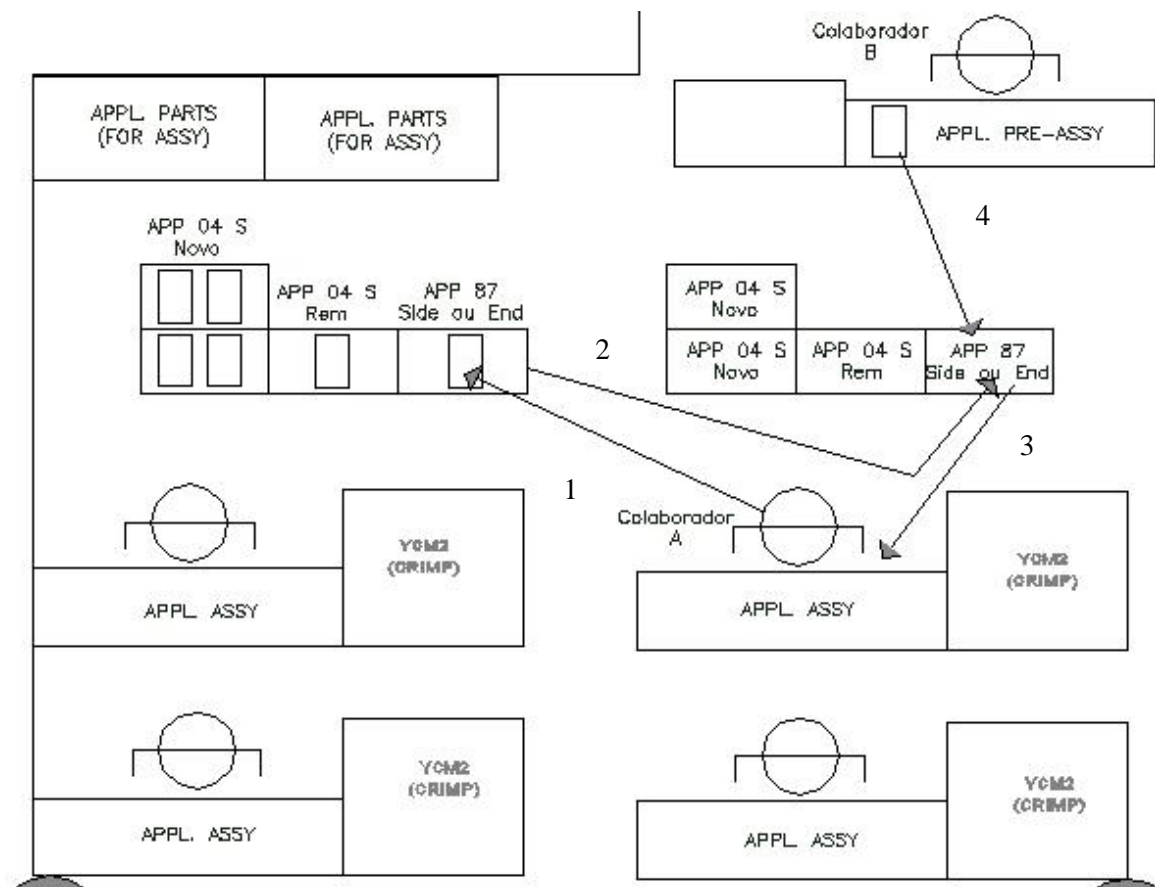 Colaborador
B
APPL. PARTS
(FOR ASSY)
APPL. PARTS
(FOR ASSY)
APPL. PRE-ASSY
4
APP 04 S
Novo
APP 04 S
Rem
APP 87
Side ou End
APP 04 S
Novo
APP 04 S
Novo
APP 04 S
Rem
APP 87
Side ou End
2
3
1
Colaborador
A
YCM2
(CRIMP)
YCM2
(CRIMP)
APPL. ASSY
APPL. ASSY
YCM2
(CRIMP)
YCM2
(CRIMP)
APPL. ASSY
APPL. ASSY